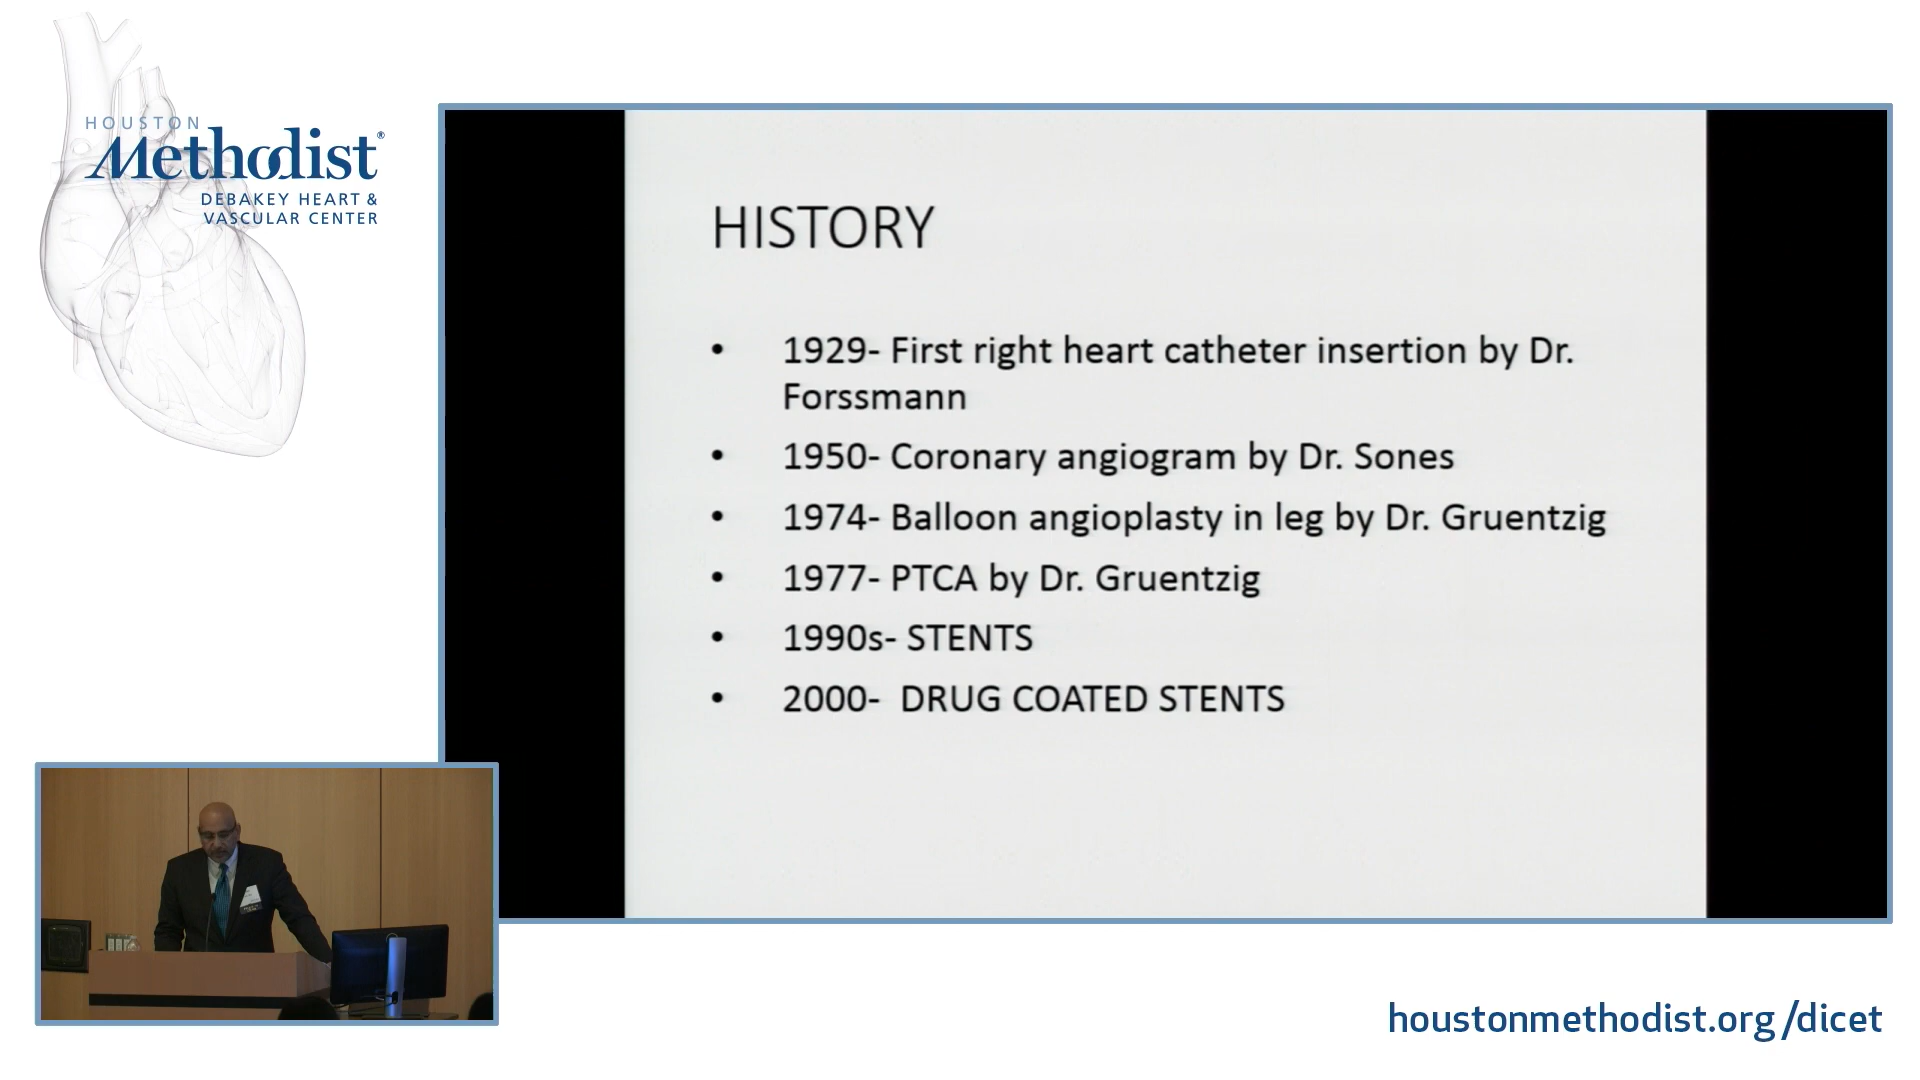 HOUSTON
Methodist®
DEBAKEY HEART &
VASCULAR CENTER
HISTORY
• 1929- First right heart catheter insertion by Dr.
Forssmann
• 1950- Coronary angiogram by Dr. Sones
• 1974- Balloon angioplasty in leg by Dr. Gruentzig
• 1977- PTCA by Dr. Gruentzig
• 1990s- STENTS
• 2000-  DRUG COATED STENTS
houstonmethodist.org/dicet